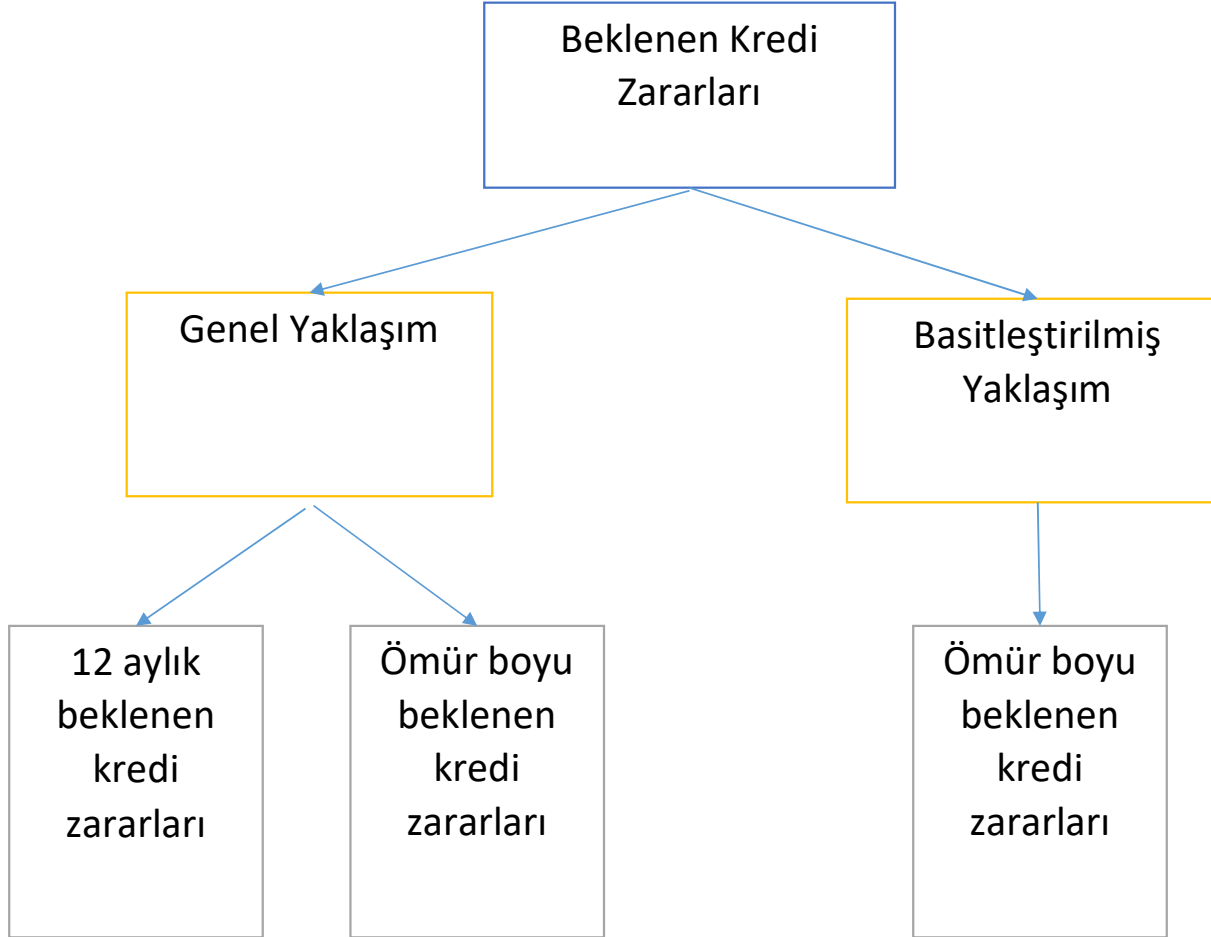 Beklenen Kredi
Zararları
Genel Yaklaşım
Basitleştirilmiş
Yaklaşım
12 aylık
beklenen
kredi
zararları
Ömür boyu
beklenen
kredi
zararları
Ömür boyu
beklenen
kredi
zararları